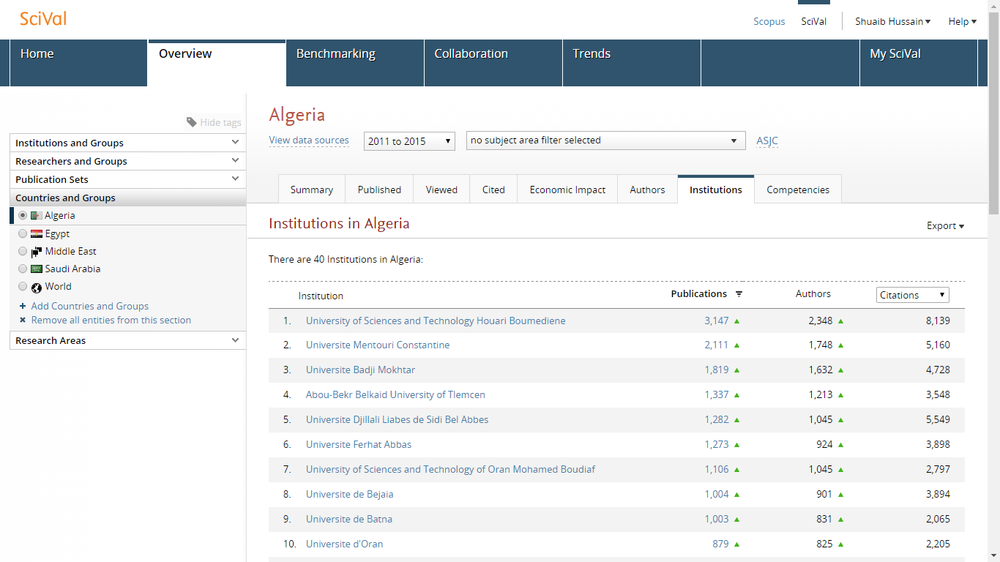 SciVal
Scopus SciVal Shuaib Hussain Help
Home Overview Benchmarking Collaboration Trends My SciVal
Hide tags
Institutions and Groups
Researchers and Groups
Publication Sets
Countries and Groups
Algeria
Egypt
Middle East
Saudi Arabia
World
Add Countries and Groups
Remove all entities from this section
Research Areas
Algeria
View data sources 2011 to 2015 no subject area filter selected ASJC
Summary Published Viewed Cited Economic Impact Authors Institutions Competencies
Institutions in Algeria
Export
There are 40 Institutions in Algeria:
Institution Publications Authors Citations
1. University of Sciences and Technology Houari Boumediene 3,147 2,348 8,139
2. Universite Mentouri Constantine 2,111 1,748 5,160
3. Universite Badji Mokhtar 1,819 1,632 4,728
4. Abou-Bekr Belkaid University of Tlemcen 1,337 1,213 3,548
5. Universite Djillali Liabes de Sidi Bel Abbes 1,282 1,045 5,549
6. Universite Ferhat Abbas 1,273 924 3,898
7. University of Sciences and Technology of Oran Mohamed Boudiaf 1,106 1,045 2,797
8. Universite de Bejaia 1,004 901 3,894
9. Universite de Batna 1,003 831 2,065
10. Universite d'Oran 879 825 2,205